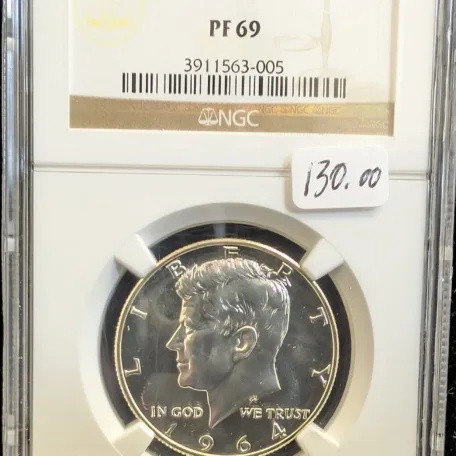 PF 69
3911563-005
NGC
130.00
LIBERTY
IN GOD WE TRUST
1964